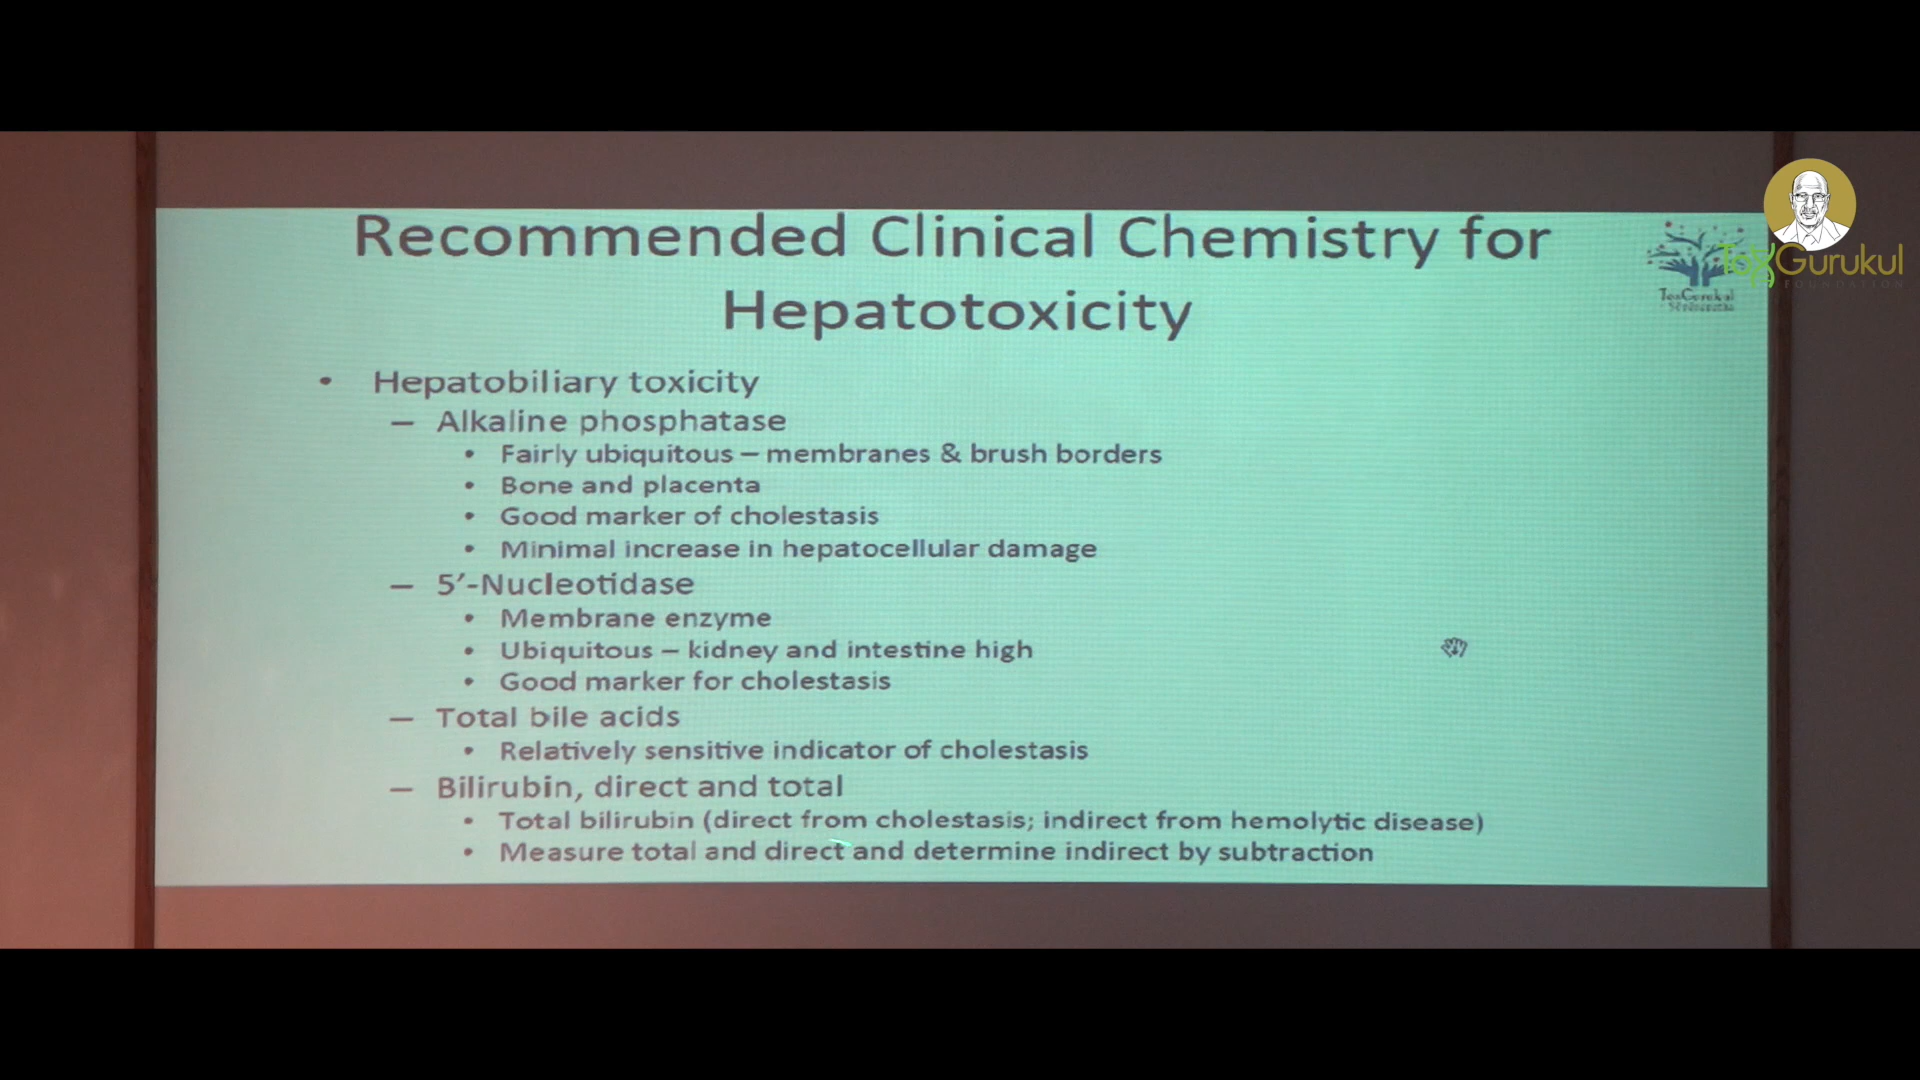 Recommended Clinical Chemistry for
Hepatotoxicity
ToxGurukul
FOUNDATION
ToxGurukul
• Hepatobiliary toxicity
– Alkaline phosphatase
• Fairly ubiquitous – membranes & brush borders
• Bone and placenta
• Good marker of cholestasis
• Minimal increase in hepatocellular damage
– 5′-Nucleotidase
• Membrane enzyme
• Ubiquitous – kidney and intestine high
• Good marker for cholestasis
– Total bile acids
• Relatively sensitive indicator of cholestasis
– Bilirubin, direct and total
• Total bilirubin (direct from cholestasis; indirect from hemolytic disease)
• Measure total and direct and determine indirect by subtraction